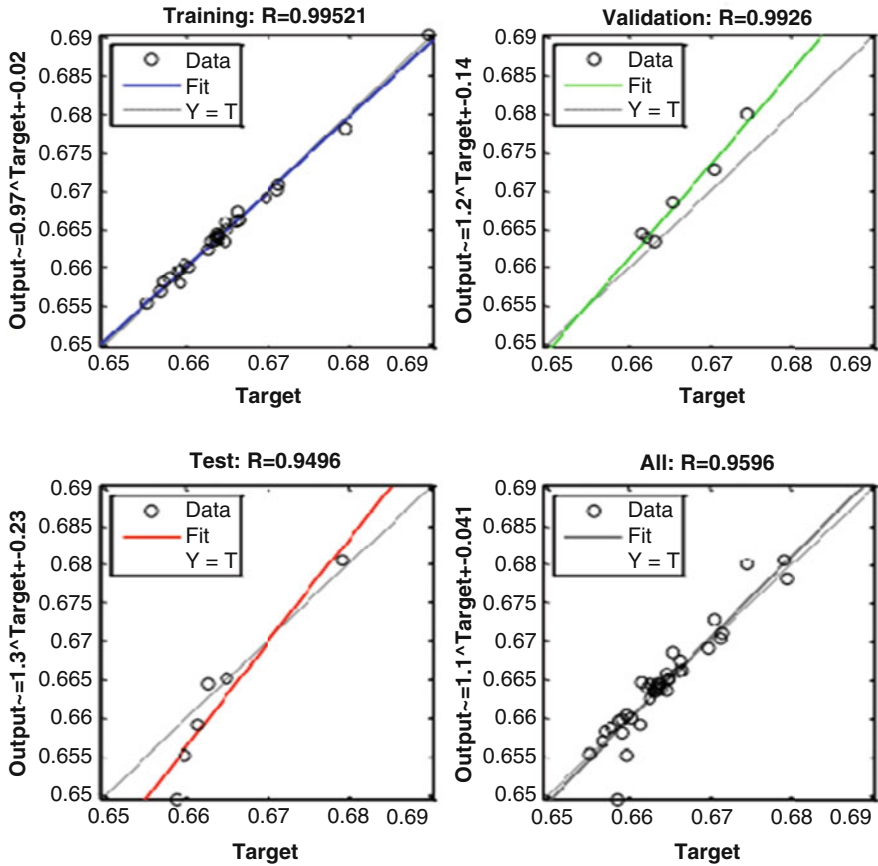 Training: R=0.99521
Output~=0.97^Target+-0.02
0.69
0.685
0.68
0.675
0.67
0.665
0.66
0.655
0.65
Data
Fit
Y = T
0.65 0.66 0.67 0.68 0.69
Target
Validation: R=0.9926
Output~=1.2^Target+-0.14
0.69
0.685
0.68
0.675
0.67
0.665
0.66
0.655
0.65
Data
Fit
Y = T
0.65 0.66 0.67 0.68 0.69
Target
Test: R=0.9496
Output~=1.3^Target+-0.23
0.69
0.685
0.68
0.675
0.67
0.665
0.66
0.655
0.65
Data
Fit
Y = T
0.65 0.66 0.67 0.68 0.69
Target
All: R=0.9596
Output~=1.1^Target+-0.041
0.69
0.685
0.68
0.675
0.67
0.665
0.66
0.655
0.65
Data
Fit
Y = T
0.65 0.66 0.67 0.68 0.69
Target